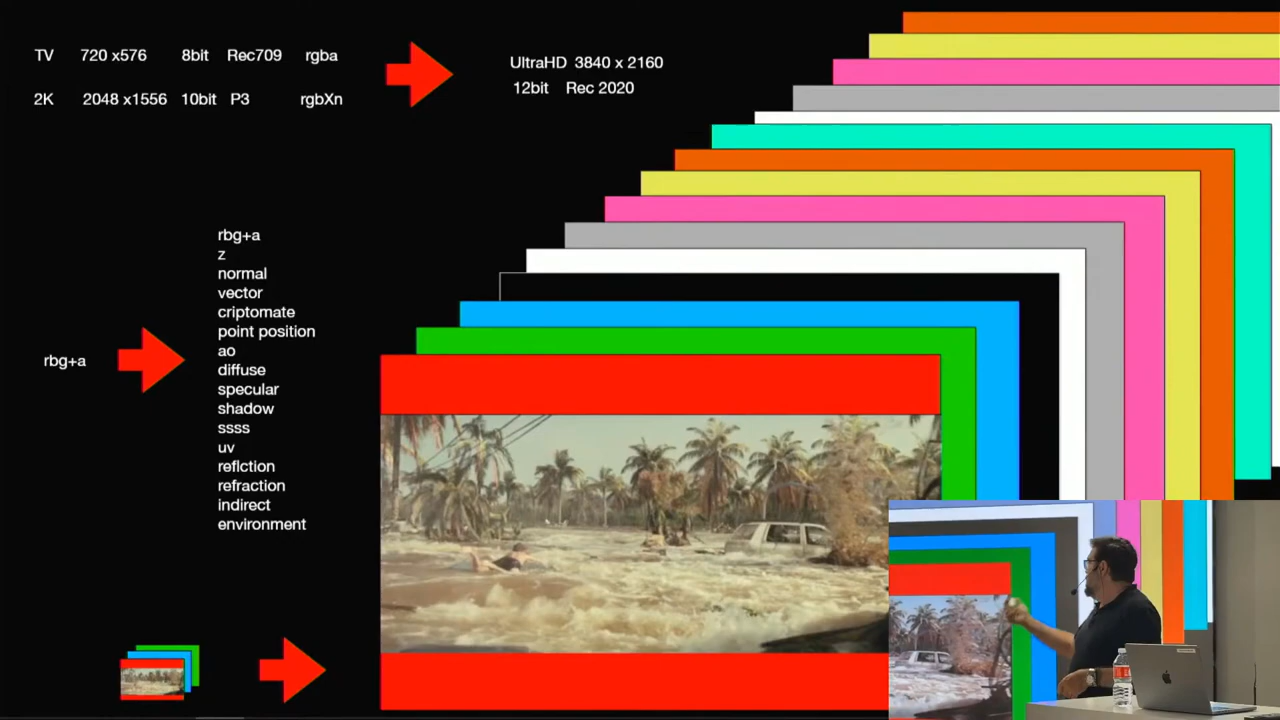 TV 720 x576 8bit Rec709 rgba
2K 2048 x1556 10bit P3 rgbXn
UltraHD 3840 x 2160
12bit Rec 2020
rbg+a
rbg+a
z
normal
vector
criptomate
point position
ao
diffuse
specular
shadow
ssss
uv
reflction
refraction
indirect
environment